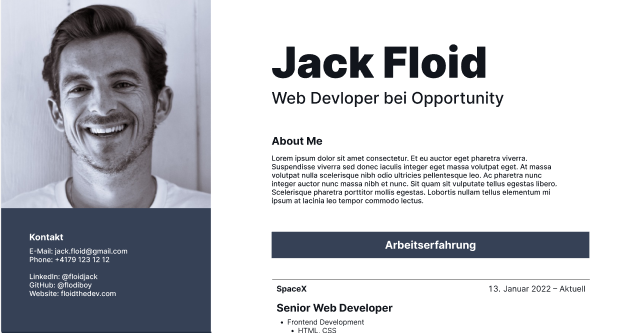 Jack Floid
Web Devloper bei Opportunity
About Me
Lorem ipsum dolor sit amet consectetur. Et eu auctor eget pharetra viverra.
Suspendisse viverra sed donec iaculis integer eget massa volutpat eget. At massa
volutpat nulla scelerisque nibh odio ultricies pellentesque leo. Ac pharetra nunc
integer auctor nunc massa nibh et nunc. Sit quam sit vulputate tellus egestas libero.
Scelerisque pharetra porttitor mollis egestas. Lobortis nullam tellus elementum mi
ipsum at lacinia leo tempor commodo lectus.
Kontakt
E-Mail: jack.floid@gmail.com
Phone: +4179 123 12 12
LinkedIn: @floidjack
GitHub: @flodiboy
Website: floidthedev.com
Arbeitserfahrung
SpaceX 13. Januar 2022 – Aktuell
Senior Web Developer
• Frontend Development
• HTML, CSS